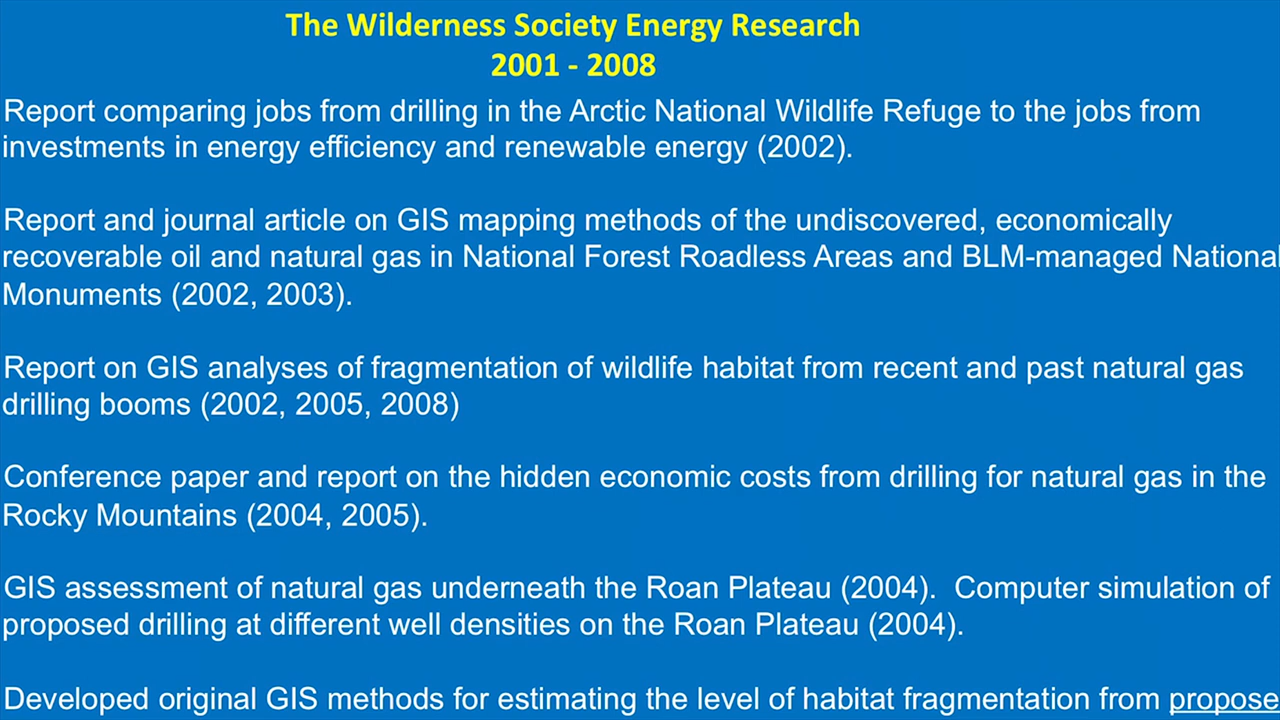 The Wilderness Society Energy Research
2001 - 2008
Report comparing jobs from drilling in the Arctic National Wildlife Refuge to the jobs from
investments in energy efficiency and renewable energy (2002).
Report and journal article on GIS mapping methods of the undiscovered, economically
recoverable oil and natural gas in National Forest Roadless Areas and BLM-managed National
Monuments (2002, 2003).
Report on GIS analyses of fragmentation of wildlife habitat from recent and past natural gas
drilling booms (2002, 2005, 2008)
Conference paper and report on the hidden economic costs from drilling for natural gas in the
Rocky Mountains (2004, 2005).
GIS assessment of natural gas underneath the Roan Plateau (2004).  Computer simulation of
proposed drilling at different well densities on the Roan Plateau (2004).
Developed original GIS methods for estimating the level of habitat fragmentation from propose